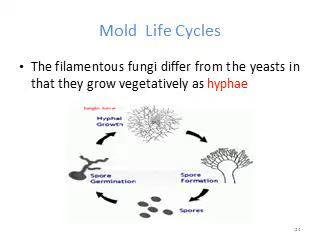 Mold Life Cycles
• The filamentous fungi differ from the yeasts in
that they grow vegetatively as hyphae
Hyphal
Growth
Spore
Germination
Spore
Formation
Spores